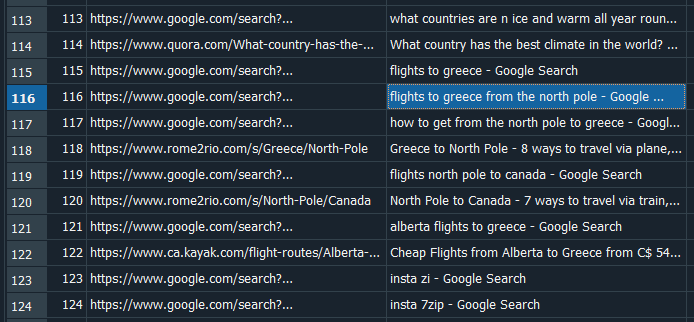 113 113 https://www.google.com/search?... what countries are n ice and warm all year roun...
114 114 https://www.quora.com/What-country-has-the-... What country has the best climate in the world? ...
115 115 https://www.google.com/search?... flights to greece - Google Search
116 116 https://www.google.com/search?... flights to greece from the north pole - Google ...
117 117 https://www.google.com/search?... how to get from the north pole to greece - Googl...
118 118 https://www.rome2rio.com/s/Greece/North-Pole Greece to North Pole - 8 ways to travel via plane,...
119 119 https://www.google.com/search?... flights north pole to canada - Google Search
120 120 https://www.rome2rio.com/s/North-Pole/Canada North Pole to Canada - 7 ways to travel via train,...
121 121 https://www.google.com/search?... alberta flights to greece - Google Search
122 122 https://www.ca.kayak.com/flight-routes/Alberta-... Cheap Flights from Alberta to Greece from C$ 54...
123 123 https://www.google.com/search?... insta zi - Google Search
124 124 https://www.google.com/search?... insta 7zip - Google Search